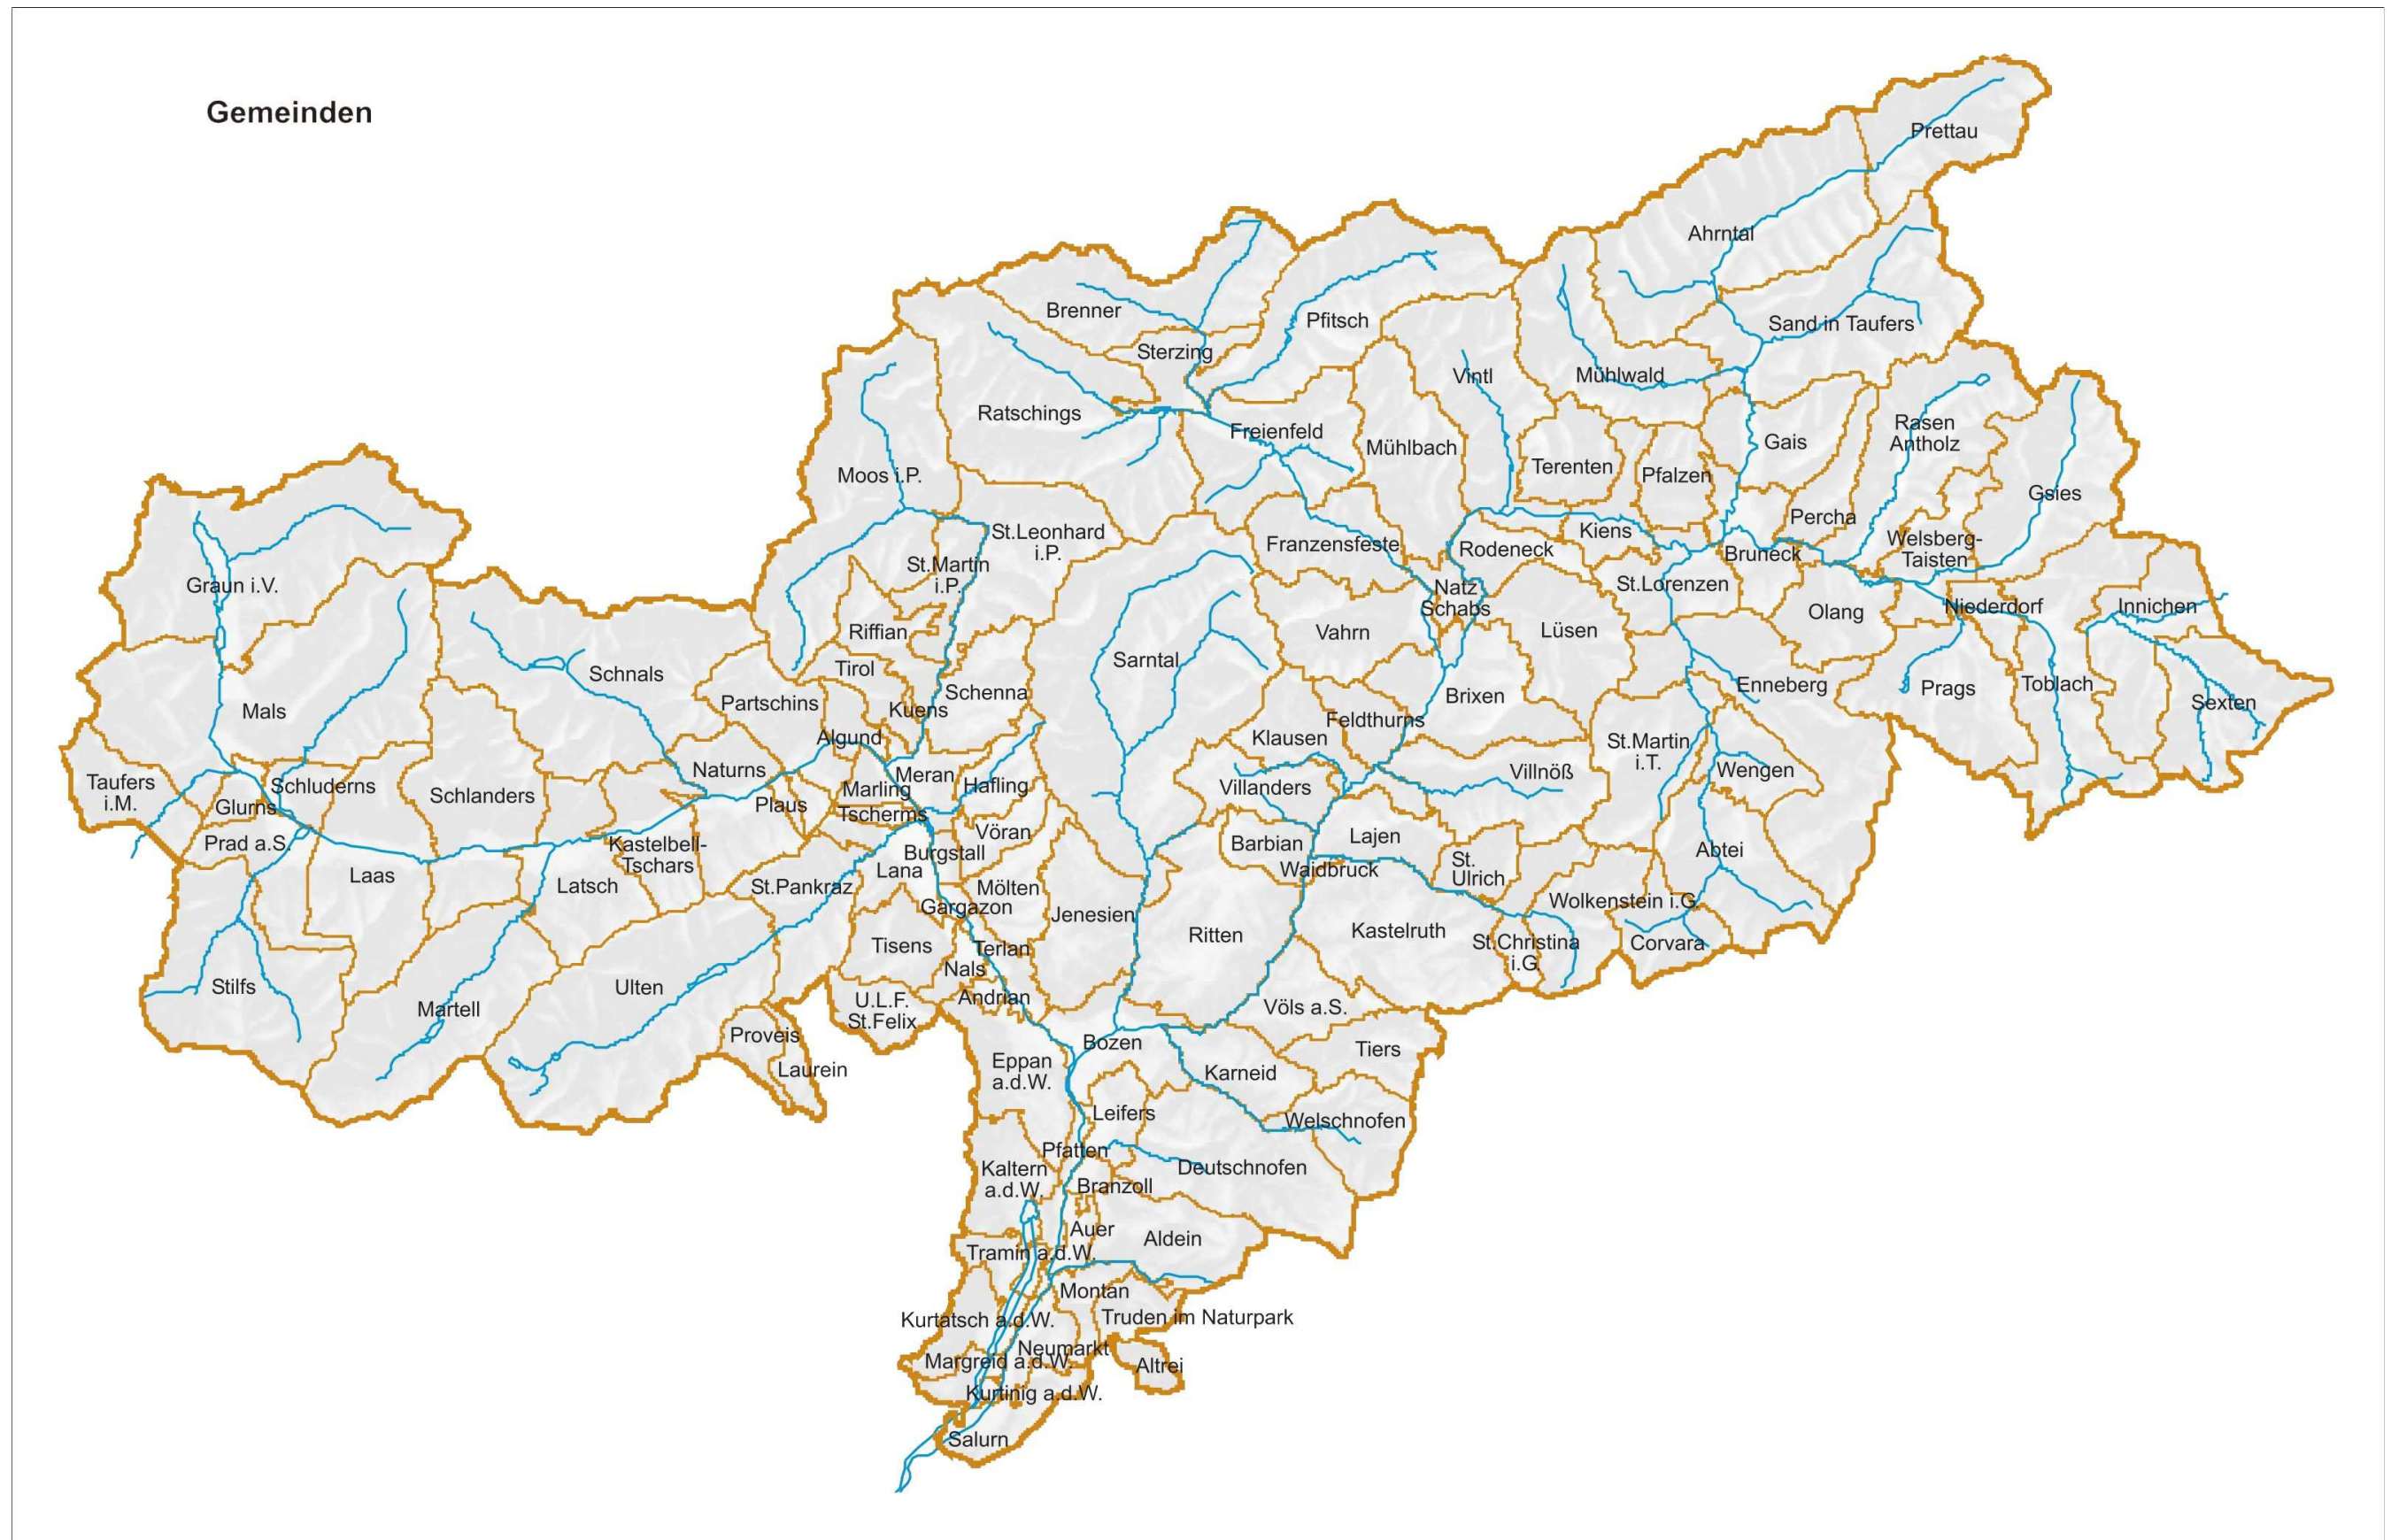 Gemeinden
Prettau
Ahrntal
Brenner
Pfitsch
Sand in Taufers
Sterzing
Vintl
Mühlwald
Ratschings
Freienfeld
Mühlbach
Rasen
Antholz
Gais
Terenten
Pfalzen
Moos i.P.
Gsies
Percha
St.Leonhard
i.P.
Kiens
Franzensfeste
Rodeneck
Bruneck
Welsberg-
Taisten
St.Martin
i.P.
Graun i.V.
Natz
Schabs
St.Lorenzen
Olang
Niederdorf
Innichen
Riffian
Vahrn
Lüsen
Tirol
Schnals
Sarntal
Enneberg
Prags
Toblach
Sexten
Schenna
Brixen
Partschins
Kuens
Mals
Feldthurns
Klausen
Algund
St.Martin
i.T.
Wengen
Naturns
Meran
Hafling
Villnöß
Taufers
i.M.
Schluderns
Schlanders
Marling
Villanders
Glurns
Plaus
Tscherms
Vöran
Lajen
Prad a.S.
Kastelbell-
Tschars
Burgstall
Barbian
Abtei
Laas
Latsch
St.Pankraz
Lana
Waidbruck
St.
Ulrich
Mölten
Gargazon
Jenesien
Wolkenstein i.G.
Tisens
Terlan
Ritten
Kastelruth
St.Christina
i.G.
Corvara
Nals
Stilfs
Ulten
Martell
U.L.F.
St.Felix
Andrian
Völs a.S.
Proveis
Laurein
Bozen
Eppan
a.d.W.
Tiers
Karneid
Leifers
Welschnofen
Pfatten
Kaltern
a.d.W.
Deutschnofen
Branzoll
Auer
Aldein
Tramin a.d.W.
Montan
Kurtatsch a.d.W.
Truden im Naturpark
Neumarkt
Margreid a.d.W.
Altrei
Kurtinig a.d.W.
Salurn